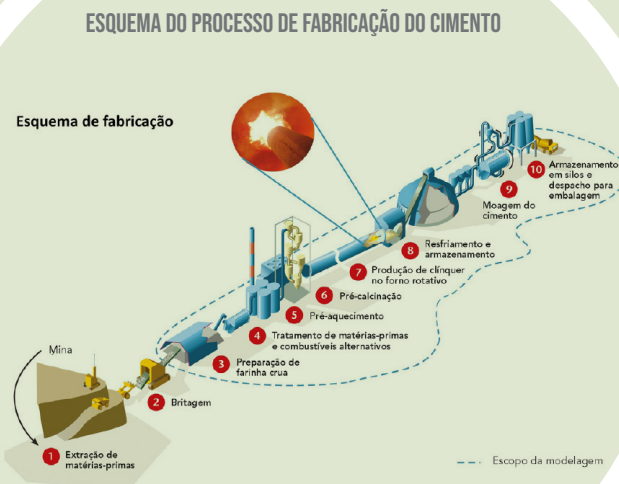 ESQUEMA DO PROCESSO DE FABRICAÇÃO DO CIMENTO
Esquema de fabricação
Mina
1 Extração de
matérias-primas
2 Britagem
3 Preparação de
farinha crua
4 Tratamento de matérias-primas
e combustíveis alternativos
5 Pré-aquecimento
6 Pré-calcinação
7 Produção de clínquer
no forno rotativo
8 Resfriamento e
armazenamento
9
Moagem do
cimento
10 Armazenamento
em silos e
despacho para
embalagem
Escopo da modelagem